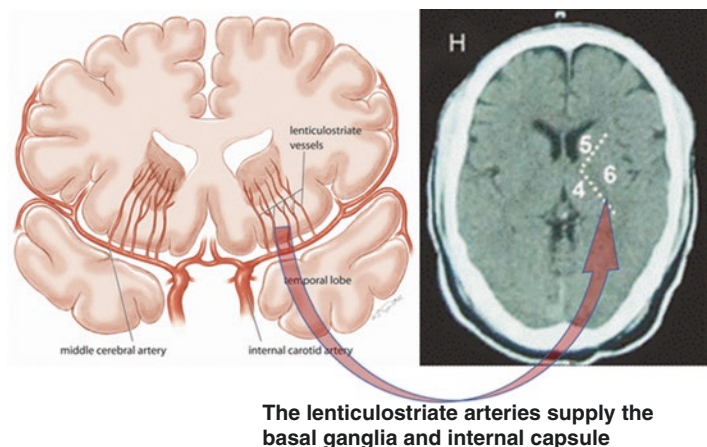 H
lenticulostriate
vessels
5
6
4
temporal lobe
middle cerebral artery
internal carotid artery
The lenticulostriate arteries supply the
basal ganglia and internal capsule